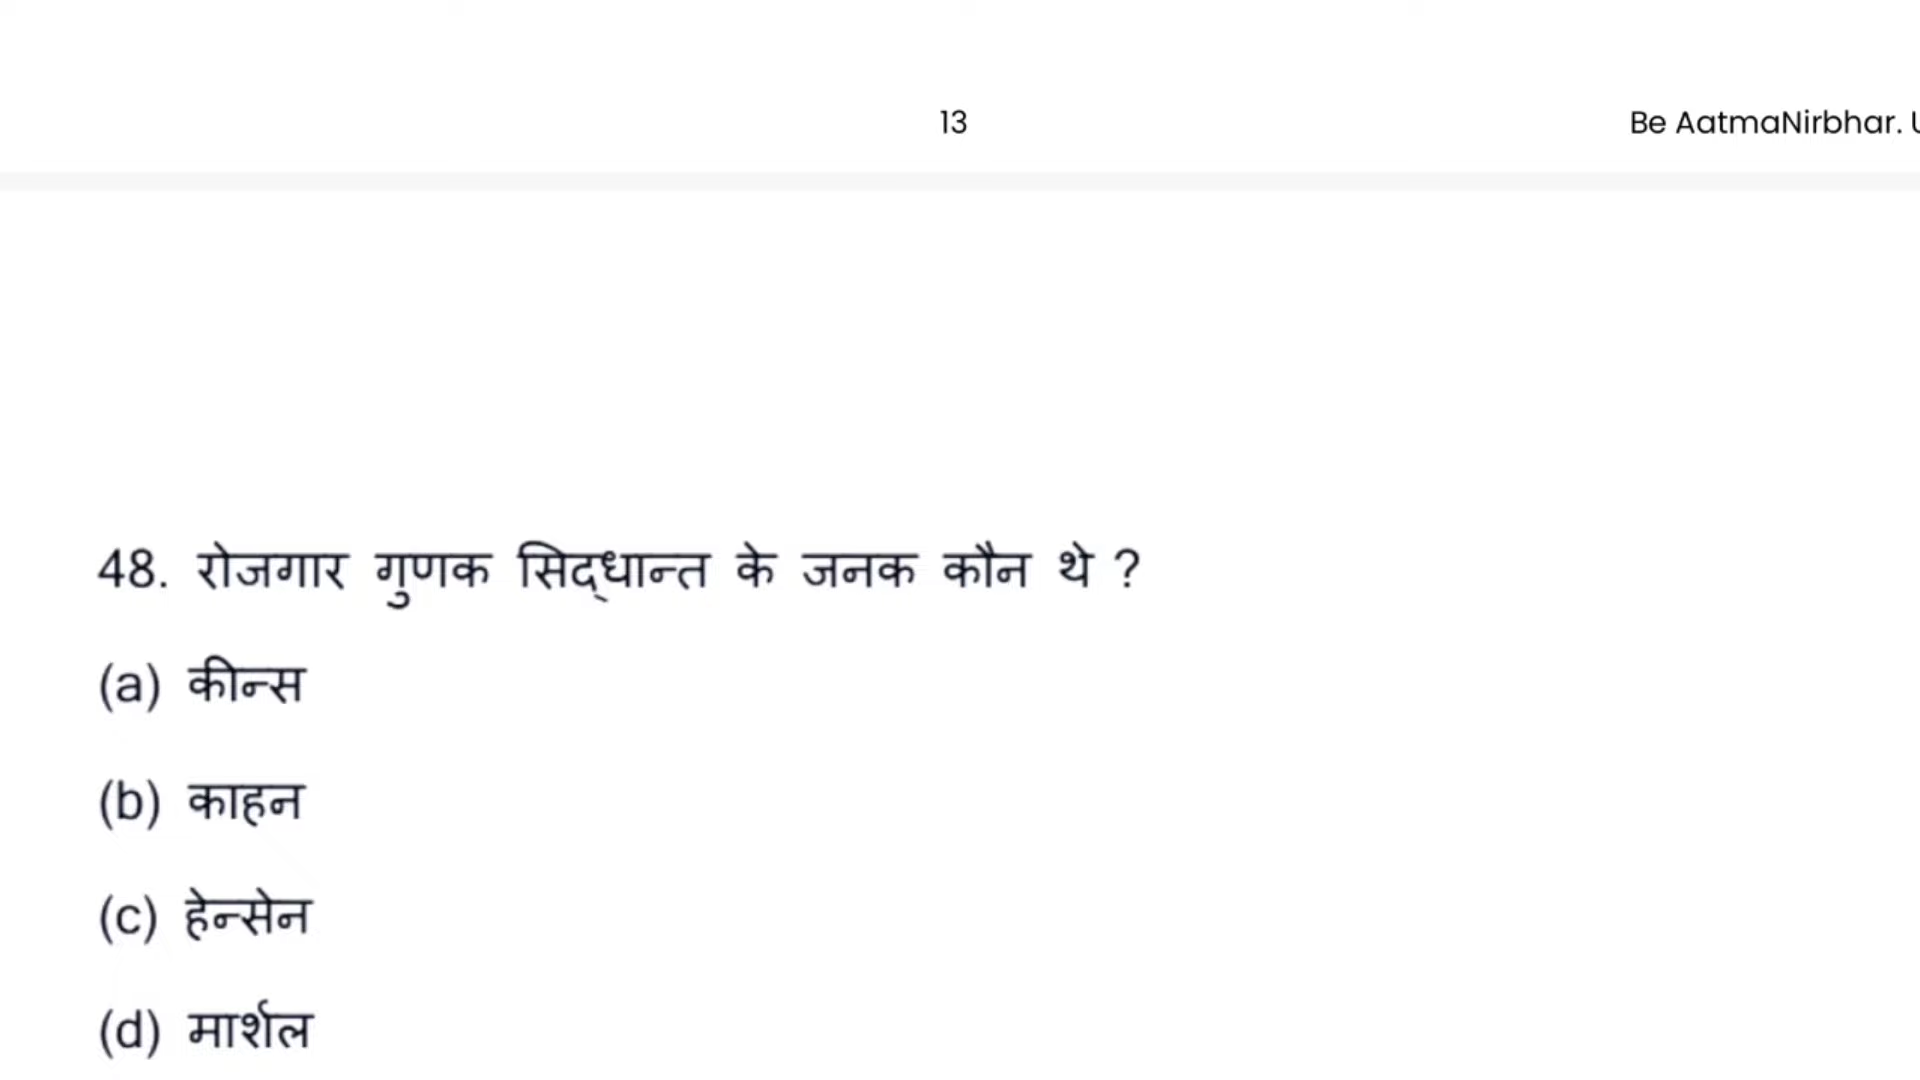 13
Be AatmaNirbhar.
48. रोजगार गुणक सिद्‌धान्त के जनक कौन थे ?
(a) कीन्स
(b) काहन
(c) हेन्सेन
(d) मार्शल